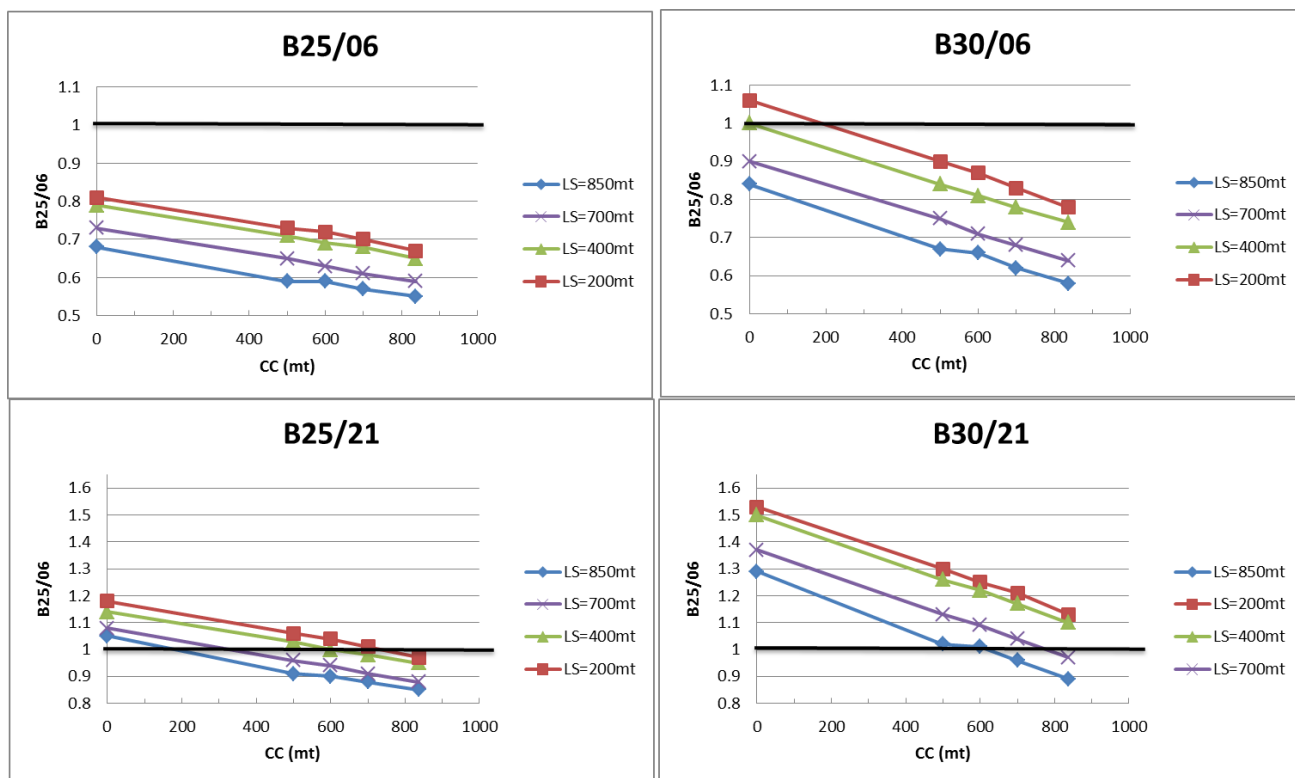 B25/06
1.1
1
0.9
0.8
0.7
0.6
0.5
B25/06
0 200 400 600 800 1000
CC (mt)
LS=850mt
LS=700mt
LS=400mt
LS=200mt
B30/06
1.1
1
0.9
0.8
0.7
0.6
0.5
B25/06
0 200 400 600 800 1000
CC (mt)
LS=850mt
LS=700mt
LS=400mt
LS=200mt
B25/21
1.6
1.5
1.4
1.3
1.2
1.1
1
0.9
0.8
B25/06
0 200 400 600 800 1000
CC (mt)
LS=850mt
LS=700mt
LS=400mt
LS=200mt
B30/21
1.6
1.5
1.4
1.3
1.2
1.1
1
0.9
0.8
B25/06
0 200 400 600 800 1000
CC (mt)
LS=850mt
LS=200mt
LS=400mt
LS=700mt